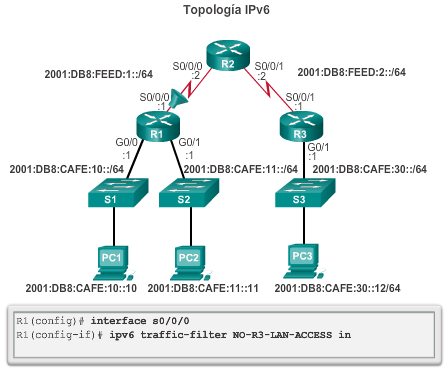 Topología IPv6
S0/0/0
:2
R2
S0/0/1
:2
2001:DB8:FEED:1::/64
2001:DB8:FEED:2::/64
S0/0/0
:1
R1
S0/0/1
:1
R3
G0/0
:1
G0/1
:1
G0/1
:1
2001:DB8:CAFE:10::/64
2001:DB8:CAFE:11::/64
2001:DB8:CAFE:30::/64
S1
S2
S3
PC1
PC2
PC3
2001:DB8:CAFE:10::10
2001:DB8:CAFE:11::11
2001:DB8:CAFE:30::12/64
R1(config)# interface s0/0/0
R1(config-if)# ipv6 traffic-filter NO-R3-LAN-ACCESS in